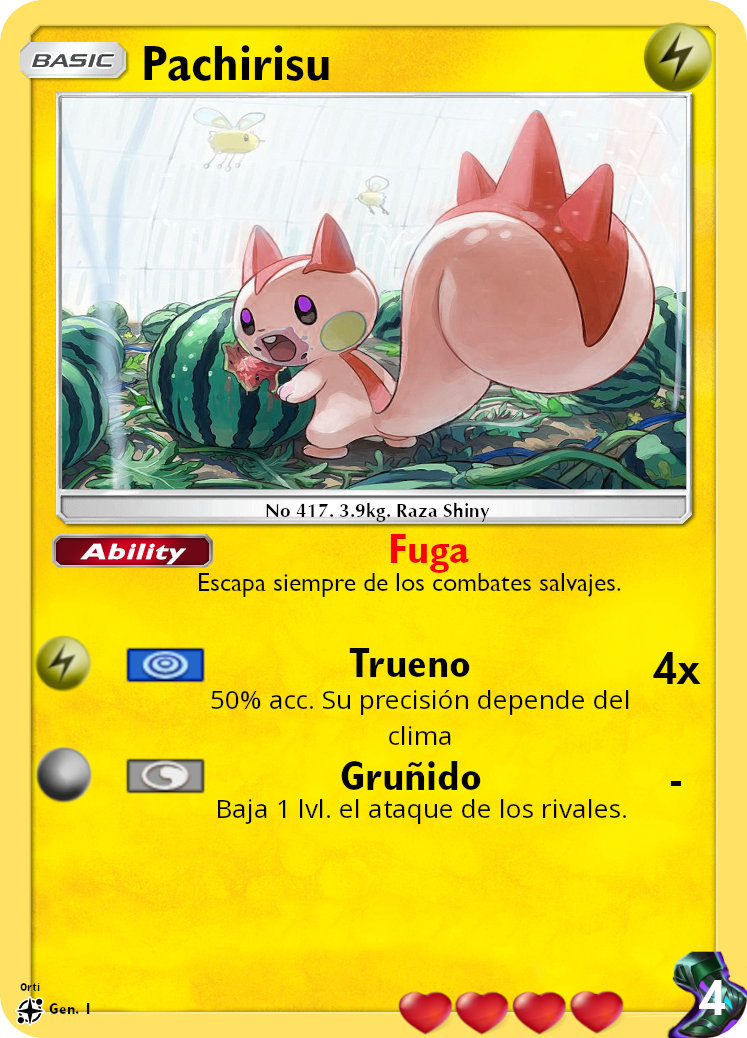 BASIC
Pachirisu
No 417. 3.9kg. Raza Shiny
Ability
Fuga
Escapa siempre de los combates salvajes.
Trueno
4x
50% acc. Su precisión depende del
clima
Gruñido
-
Baja 1 lvl. el ataque de los rivales.
Orti
Gen. I
4